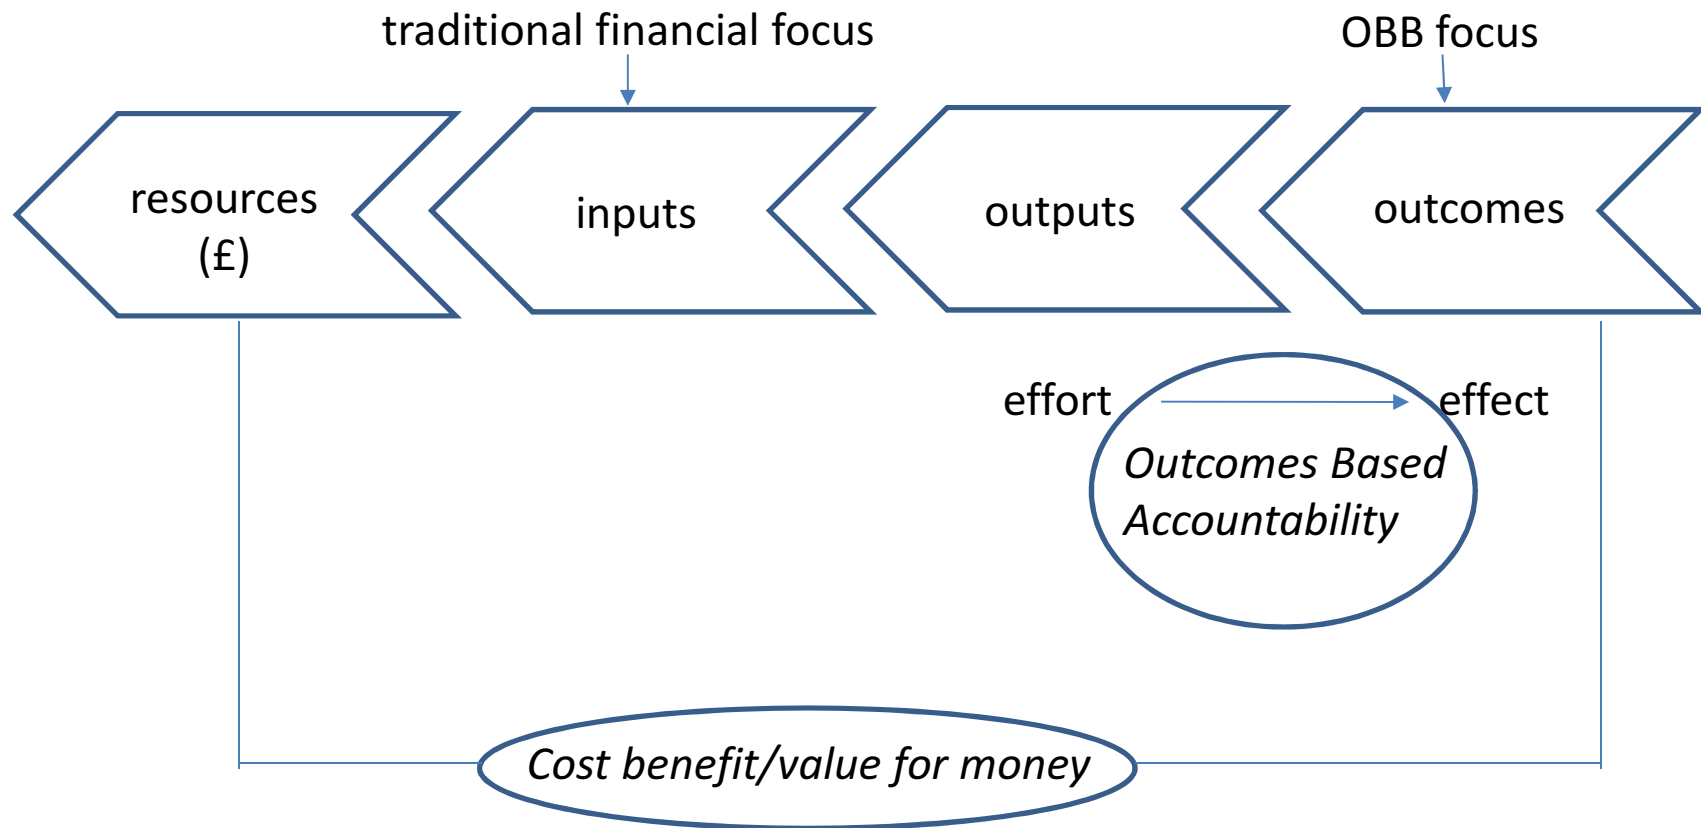 traditional financial focus
OBB focus
resources
(£)
inputs
outputs
outcomes
effort
effect
Outcomes Based
Accountability
Cost benefit/value for money